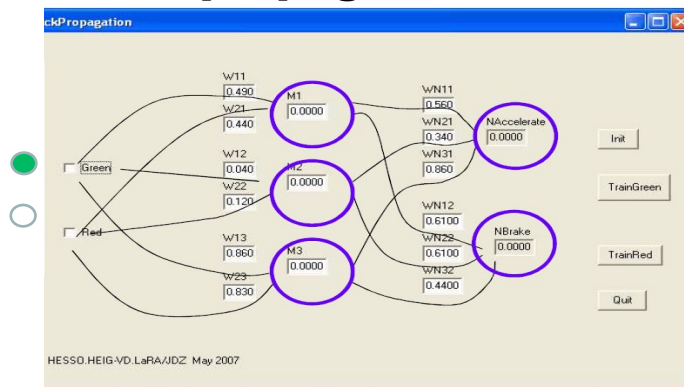 ckPropagation
W11
0.490
W21
0.440
W12
0.040
W22
0.120
W13
0.860
W23
0.830
Green
Red
M1
0.0000
M2
0.0000
M3
0.0000
WN11
0.560
WN21
0.340
WN31
0.860
WN12
0.6100
WN22
0.6100
WN32
0.4400
NAccelerate
0.0000
NBrake
0.0000
Init
TrainGreen
TrainRed
Quit
HESSO.HEIG-VD.LaRA/JDZ May 2007